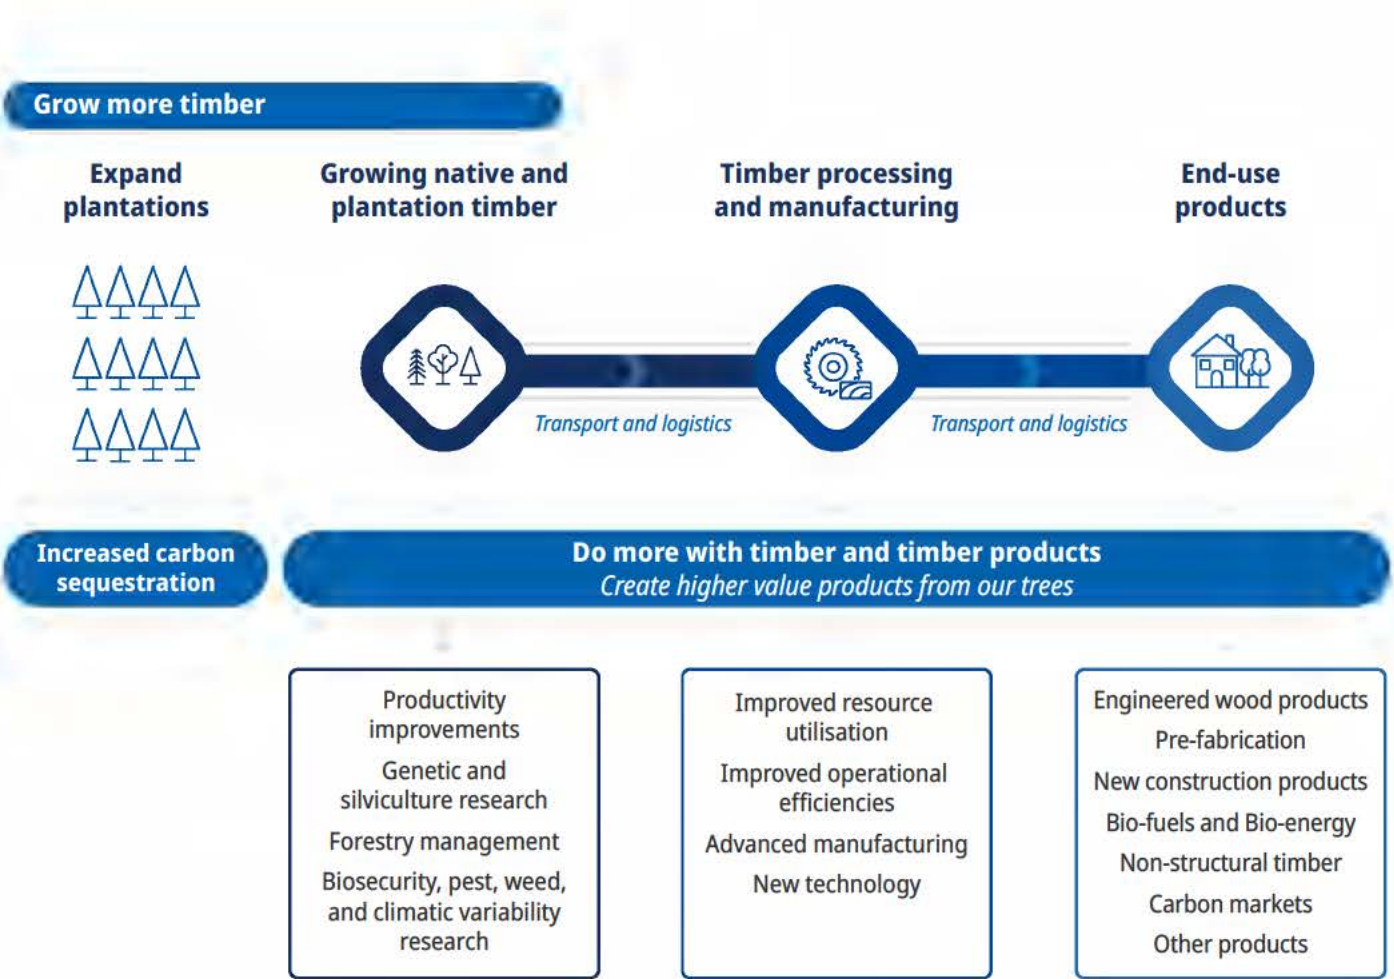 Grow more timber
Expand
plantations
Growing native and
plantation timber
Timber processing
and manufacturing
End-use
products
Transport and logistics
Transport and logistics
Increased carbon
sequestration
Do more with timber and timber products
Create higher value products from our trees
Productivity
improvements
Genetic and
silviculture research
Forestry management
Biosecurity, pest, weed,
and climatic variability
research
Improved resource
utilisation
Improved operational
efficiencies
Advanced manufacturing
New technology
Engineered wood products
Pre-fabrication
New construction products
Bio-fuels and Bio-energy
Non-structural timber
Carbon markets
Other products